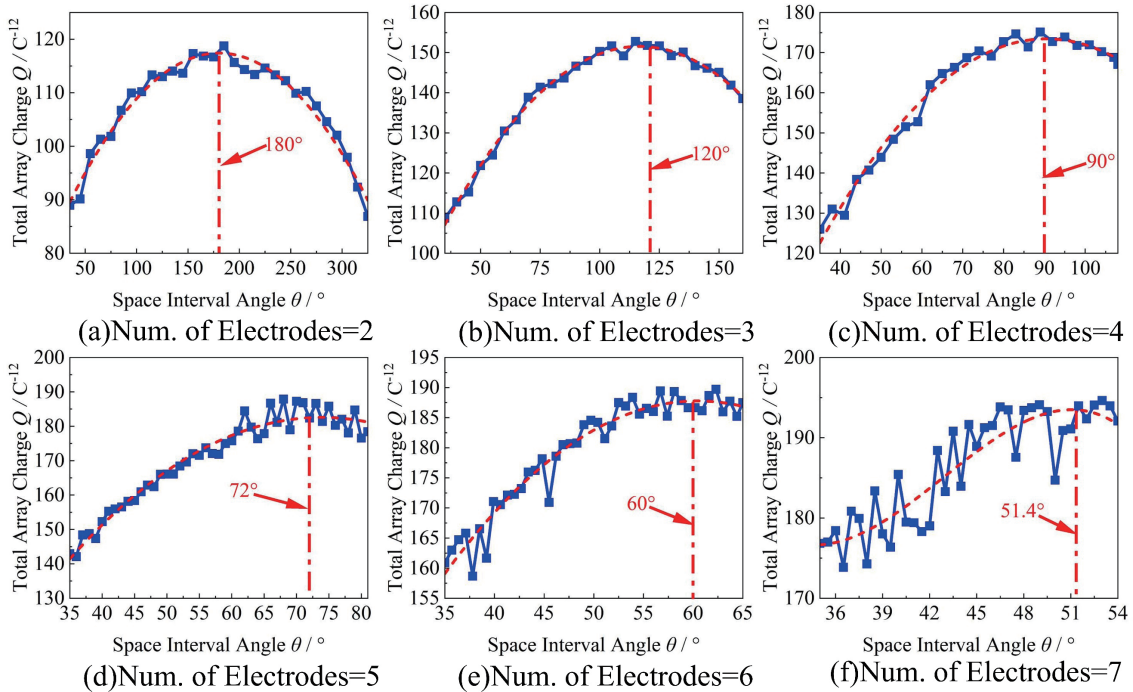 Total Array Charge Q / C⁻¹²
120
110
100
90
80
180°
50 100 150 200 250 300
Space Interval Angle θ / °
(a)Num. of Electrodes=2
Total Array Charge Q / C⁻¹²
160
150
140
130
120
110
100
120°
50 75 100 125 150
Space Interval Angle θ / °
(b)Num. of Electrodes=3
Total Array Charge Q / C⁻¹²
180
170
160
150
140
130
120
90°
40 50 60 70 80 90 100
Space Interval Angle θ / °
(c)Num. of Electrodes=4
Total Array Charge Q / C⁻¹²
200
190
180
170
160
150
140
130
72°
35 40 45 50 55 60 65 70 75 80
Space Interval Angle θ / °
(d)Num. of Electrodes=5
Total Array Charge Q / C⁻¹²
195
190
185
180
175
170
165
160
155
60°
35 40 45 50 55 60 65
Space Interval Angle θ / °
(e)Num. of Electrodes=6
Total Array Charge Q / C⁻¹²
200
190
180
170
51.4°
36 39 42 45 48 51 54
Space Interval Angle θ / °
(f)Num. of Electrodes=7